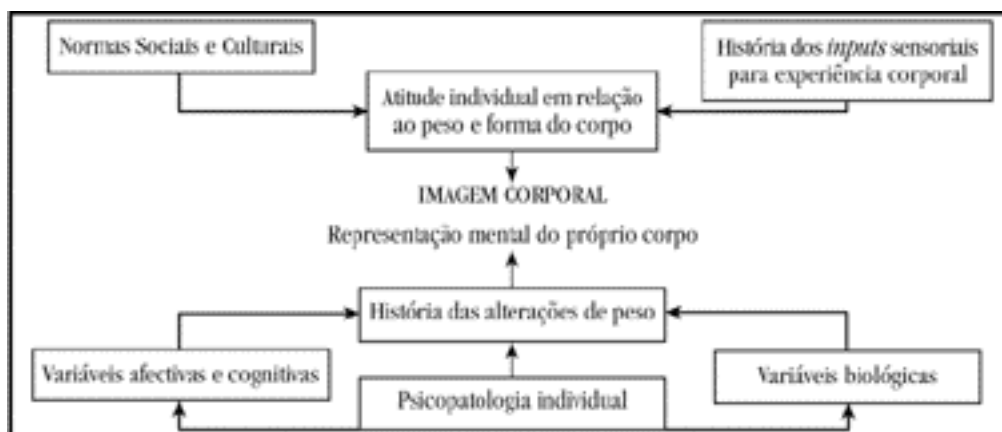 Normas Sociais e Culturais
História dos inputs sensoriais
para experiência corporal
Atitude individual em relação
ao peso e forma do corpo
IMAGEM CORPORAL
Representação mental do próprio corpo
História das alterações de peso
Variáveis afectivas e cognitivas
Psicopatologia individual
Variáveis biológicas